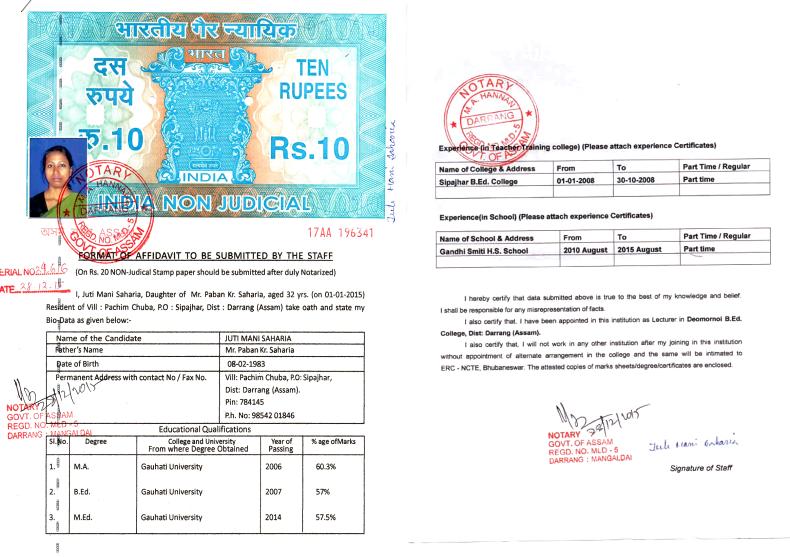 भारतीय गैर न्यायिक
भारत
दस
रुपये
रु.10
TEN
RUPEES
Rs.10
INDIA
INDIA NON JUDICIAL
17AA 196341
NOTARY
M.A. HANNAN
DARRANG
REGD. NO. MLD-5
GOVT. OF ASSAM
FORMAT OF AFFIDAVIT TO BE SUBMITTED BY THE STAFF
(On Rs. 20 NON-Judical Stamp paper should be submitted after duly Notarized)
ERIAL NO
ATE
I, Juti Mani Saharia, Daughter of Mr. Paban Kr. Saharia, aged 32 yrs. (on 01-01-2015)
Resident of Vill : Pachim Chuba, P.O : Sipajhar, Dist : Darrang (Assam) take oath and state my
Bio-Data as given below:-
Name of the Candidate JUTI MANI SAHARIA
Father's Name Mr. Paban Kr. Saharia
Date of Birth 08-02-1983
Permanent Address with contact No / Fax No. Vill: Pachim Chuba, P.O: Sipajhar,
Dist: Darrang (Assam).
Pin: 784145
P.h. No: 98542 01846
28/12/2015
NOTARY
GOVT. OF ASSAM
REGD. NO. MLD - 5
DARRANG : MANGALDAI
Educational Qualifications
Sl. No. Degree College and University From where Degree Obtained Year of Passing % age of Marks
1. M.A. Gauhati University 2006 60.3%
2. B.Ed. Gauhati University 2007 57%
3. M.Ed. Gauhati University 2014 57.5%
NOTARY
M.A. HANNAN
DARRANG
REGD. NO. MLD-5
GOVT. OF ASSAM
Experience (in Teacher Training college) (Please attach experience Certificates)
Name of College & Address From To Part Time / Regular
Sipajhar B.Ed. College 01-01-2008 30-10-2008 Part time
Experience(in School) (Please attach experience Certificates)
Name of School & Address From To Part Time / Regular
Gandhi Smiti H.S. School 2010 August 2015 August Part time
I hereby certify that data submitted above is true to the best of my knowledge and belief.
I shall be responsible for any misrepresentation of facts.
I also certify that. I have been appointed in this institution as Lecturer in Deomornoi B.Ed.
College, Dist: Darrang (Assam).
I also certify that, I will not work in any other institution after my joining in this institution
without appointment of alternate arrangement in the college and the same will be intimated to
ERC - NCTE, Bhubaneswar. The attested copies of marks sheets/degree/certificates are enclosed.
28/12/2015
NOTARY
GOVT. OF ASSAM
REGD. NO. MLD - 5
DARRANG : MANGALDAI
Juti Mani Saharia
Signature of Staff